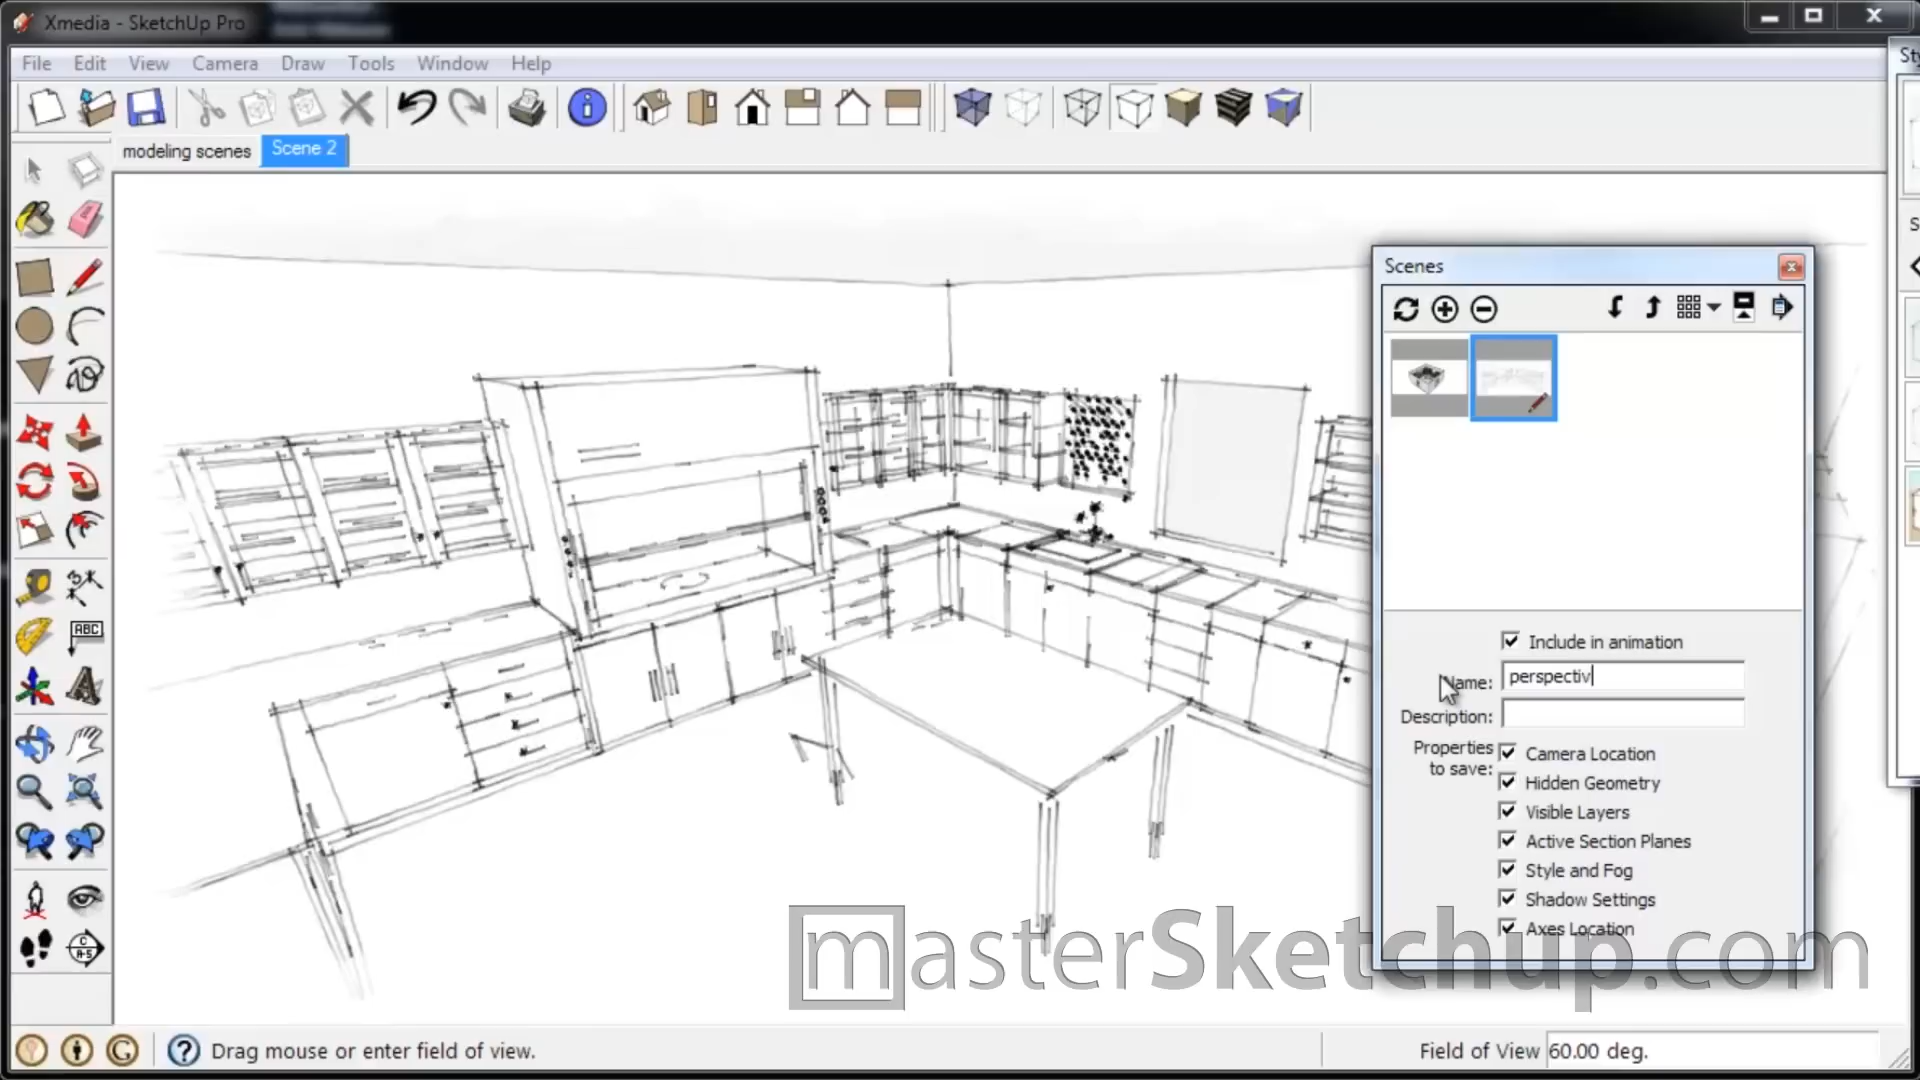 Xmedia - SketchUp Pro
File Edit View Camera Draw Tools Window Help
modeling scenes Scene 2
Scenes
Include in animation
Name: perspectiv
Description:
Properties
to save:
Camera Location
Hidden Geometry
Visible Layers
Active Section Planes
Style and Fog
Shadow Settings
Axes Location
ABC
masterSketchup.com
Drag mouse or enter field of view.
Field of View 60.00 deg.